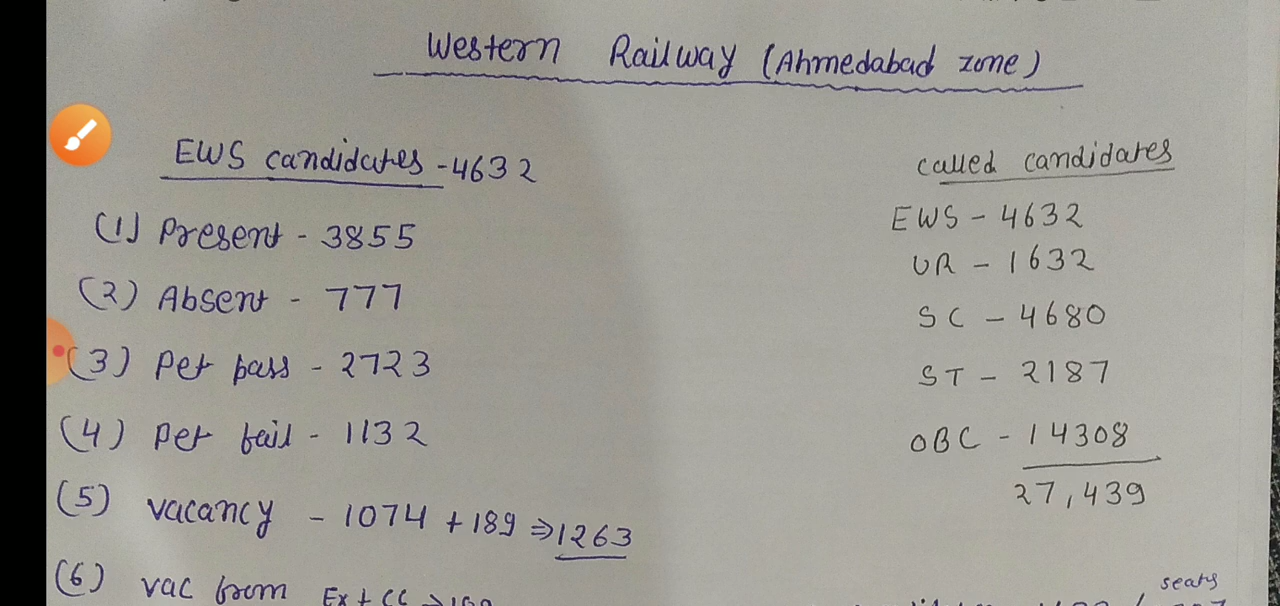 Western Railway (Ahmedabad zone)
EWS candidates - 4632
(1) Present - 3855
(2) Absent - 777
(3) Pet pass - 2723
(4) Pet fail - 1132
(5) vacancy - 1074 + 189 ⇒ 1263
(6) vac from Ex + CC
called candidates
EWS - 4632
UR - 1632
SC - 4680
ST - 2187
OBC - 14308
27,439
seats